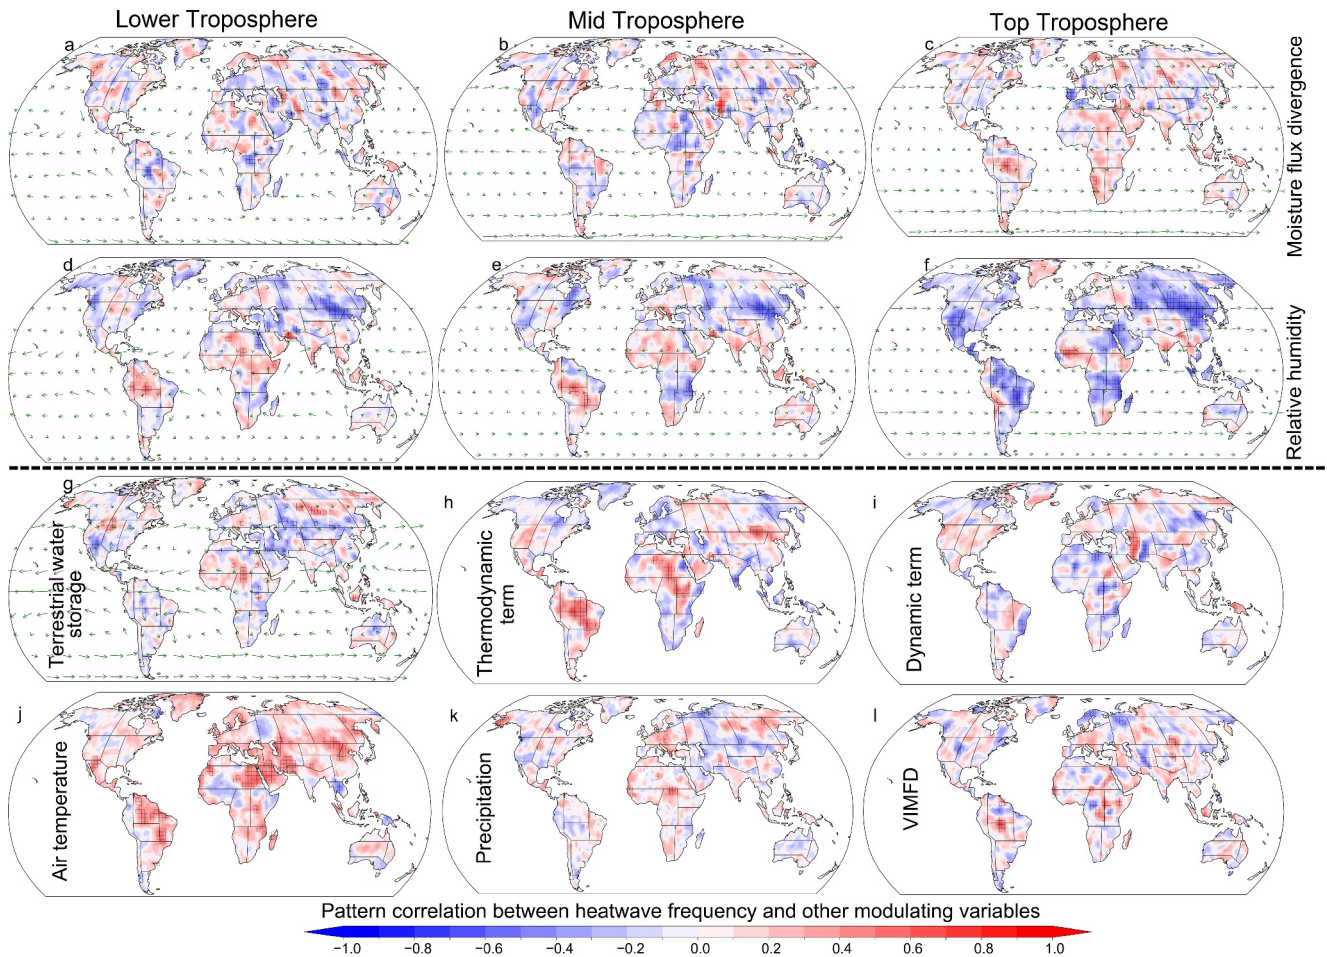 Lower Troposphere
Mid Troposphere
Top Troposphere
a
b
c
Moisture flux divergence
d
e
f
Relative humidity
g
Terrestrial water
storage
h
Thermodynamic
term
i
Dynamic term
j
Air temperature
k
Precipitation
l
VIMFD
Pattern correlation between heatwave frequency and other modulating variables
−1.0 −0.8 −0.6 −0.4 −0.2 0.0 0.2 0.4 0.6 0.8 1.0